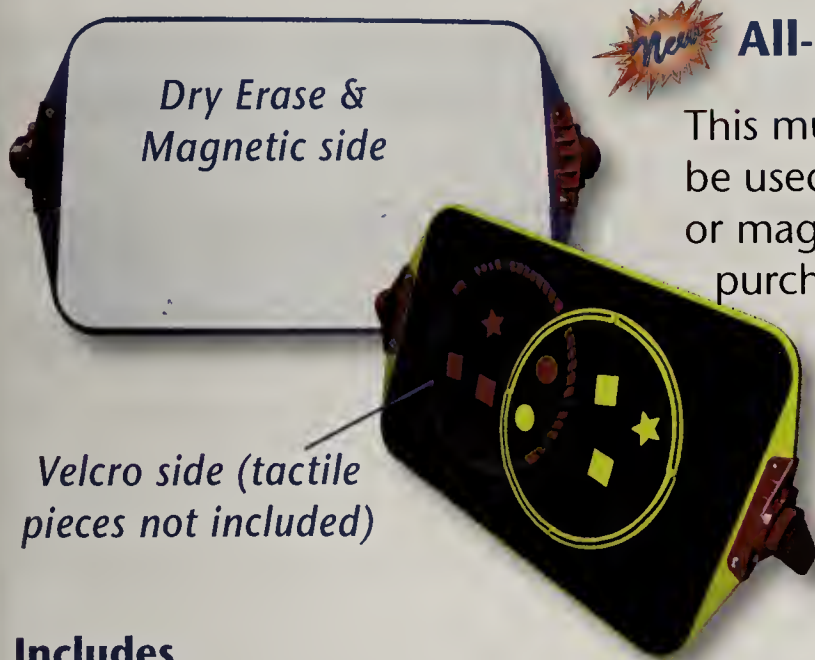 Dry Erase &
Magnetic side
New All-
This mu
be used
or mag
purch
Velcro side (tactile
pieces not included)
Includes